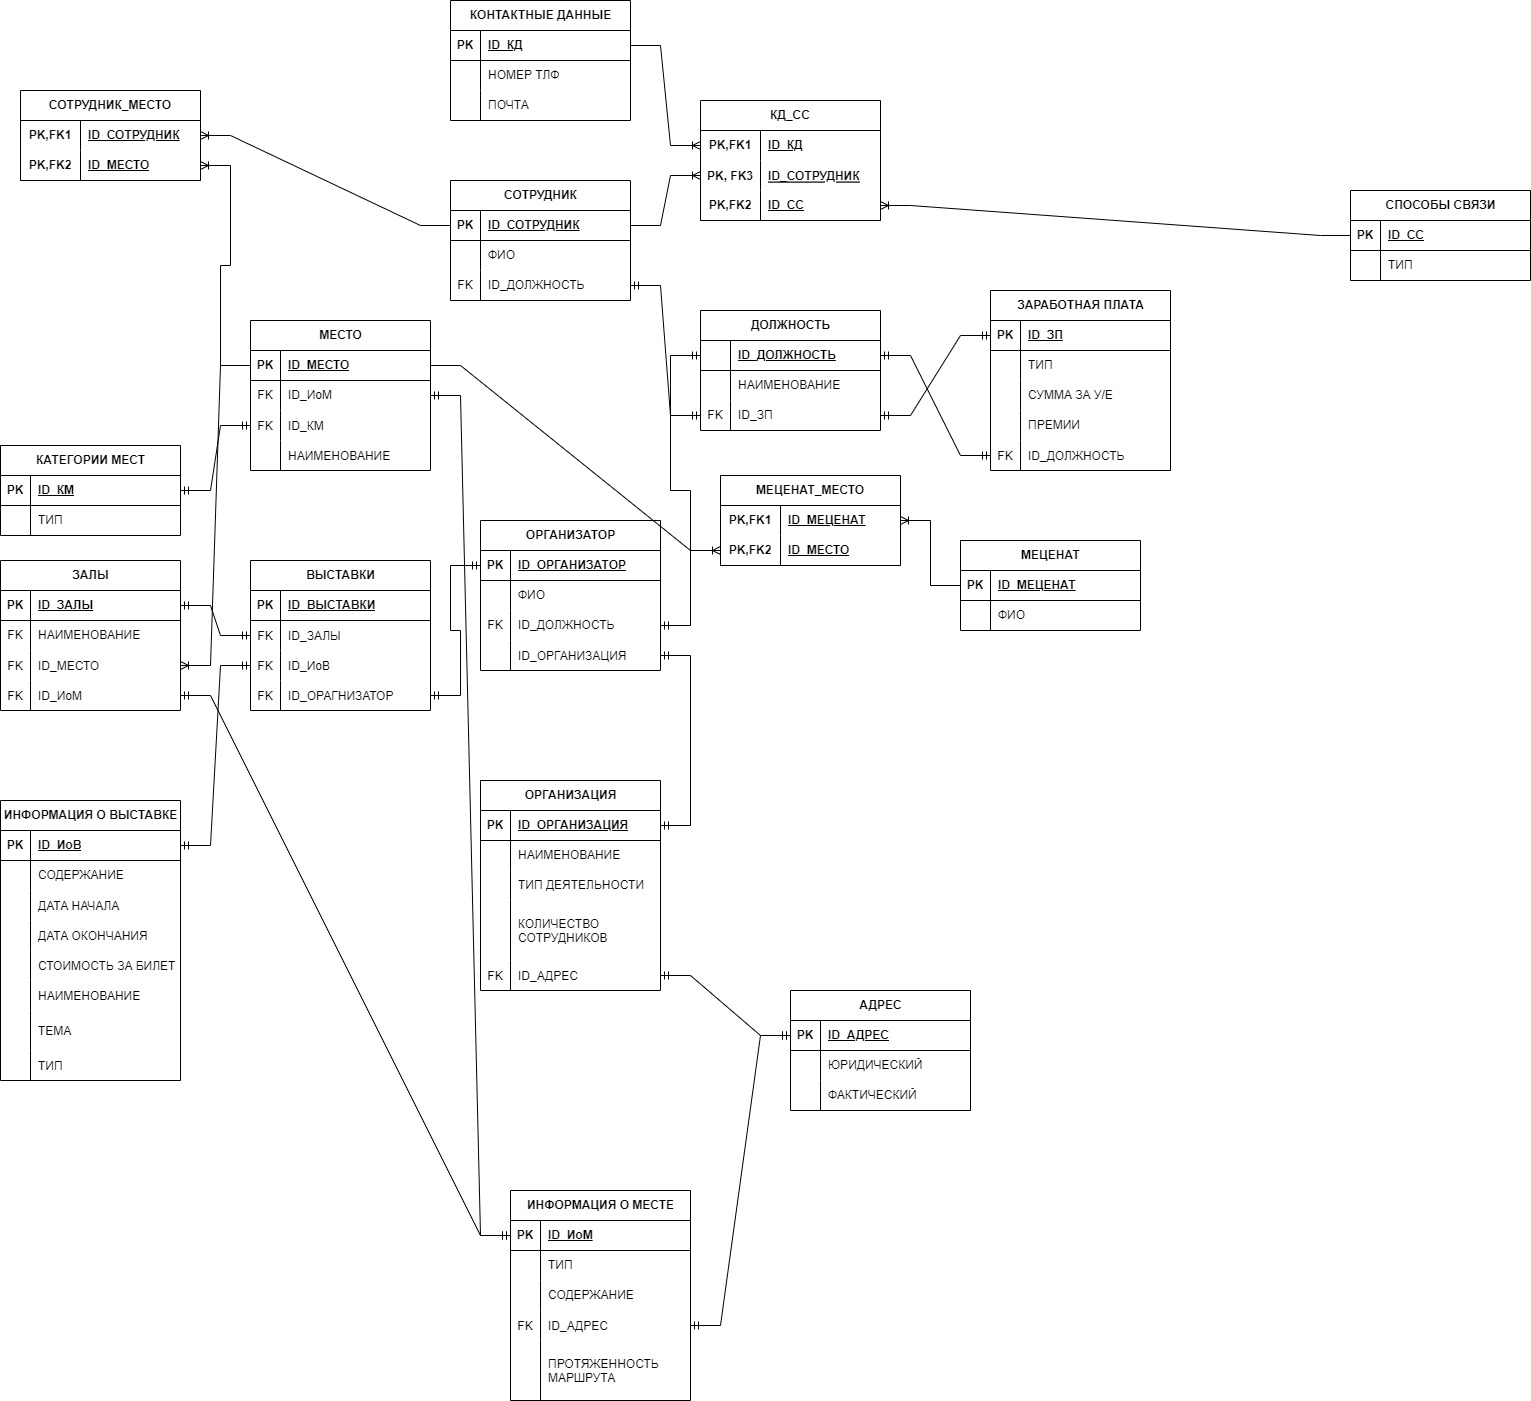 КОНТАКТНЫЕ ДАННЫЕ
PK ID_КД
НОМЕР ТЛФ
ПОЧТА
СОТРУДНИК_МЕСТО
PK,FK1 ID_СОТРУДНИК
PK,FK2 ID_МЕСТО
КД_СС
PK,FK1 ID_КД
PK, FK3 ID_СОТРУДНИК
PK,FK2 ID_СС
СОТРУДНИК
PK ID_СОТРУДНИК
ФИО
FK ID_ДОЛЖНОСТЬ
СПОСОБЫ СВЯЗИ
PK ID_СС
ТИП
МЕСТО
PK ID_МЕСТО
FK ID_ИоМ
FK ID_КМ
НАИМЕНОВАНИЕ
ДОЛЖНОСТЬ
ID_ДОЛЖНОСТЬ
НАИМЕНОВАНИЕ
FK ID_ЗП
ЗАРАБОТНАЯ ПЛАТА
PK ID_ЗП
ТИП
СУММА ЗА У/Е
ПРЕМИИ
FK ID_ДОЛЖНОСТЬ
КАТЕГОРИИ МЕСТ
PK ID_КМ
ТИП
МЕЦЕНАТ_МЕСТО
PK,FK1 ID_МЕЦЕНАТ
PK,FK2 ID_МЕСТО
МЕЦЕНАТ
PK ID_МЕЦЕНАТ
ФИО
ЗАЛЫ
PK ID_ЗАЛЫ
FK НАИМЕНОВАНИЕ
FK ID_МЕСТО
FK ID_ИоМ
ВЫСТАВКИ
PK ID_ВЫСТАВКИ
FK ID_ЗАЛЫ
FK ID_ИоВ
FK ID_ОРАГНИЗАТОР
ОРГАНИЗАТОР
PK ID_ОРГАНИЗАТОР
ФИО
FK ID_ДОЛЖНОСТЬ
ID_ОРГАНИЗАЦИЯ
ИНФОРМАЦИЯ О ВЫСТАВКЕ
PK ID_ИоВ
СОДЕРЖАНИЕ
ДАТА НАЧАЛА
ДАТА ОКОНЧАНИЯ
СТОИМОСТЬ ЗА БИЛЕТ
НАИМЕНОВАНИЕ
ТЕМА
ТИП
ОРГАНИЗАЦИЯ
PK ID_ОРГАНИЗАЦИЯ
НАИМЕНОВАНИЕ
ТИП ДЕЯТЕЛЬНОСТИ
КОЛИЧЕСТВО
СОТРУДНИКОВ
FK ID_АДРЕС
АДРЕС
PK ID_АДРЕС
ЮРИДИЧЕСКИЙ
ФАКТИЧЕСКИЙ
ИНФОРМАЦИЯ О МЕСТЕ
PK ID_ИоМ
ТИП
СОДЕРЖАНИЕ
FK ID_АДРЕС
ПРОТЯЖЕННОСТЬ
МАРШРУТА